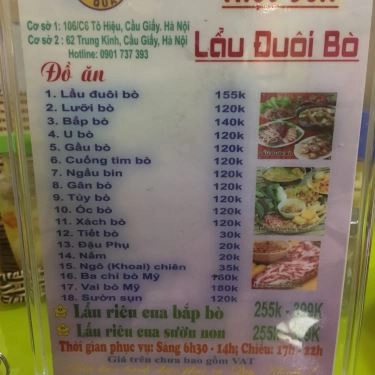 Cơ sở 1: 106/C6 Tô Hiệu, Cầu Giấy, Hà Nội
Cơ sở 2 : 62 Trung Kính, Cầu Giấy, Hà Nội
Hotline: 0901 737 393
Lẩu Đuôi Bò
Đồ ăn
1. Lẩu đuôi bò 155k
2. Lưỡi bò 120k
3. Bắp bò 140k
4. U bò 120k
5. Gầu bò 120k
6. Cuống tim bò 120k
7. Ngầu bín 120k
8. Gân bò 120k
9. Tủy bò 120k
10. Óc bò 120k
11. Xách bò 120k
12. Tiết bò 30k
13. Đậu Phụ 20k
14. Nấm 20k
15. Ngô (Khoai) chiên 35k
16. Ba chỉ bò Mỹ 160k
17. Vai bò Mỹ 180k
18. Sườn sụn 120k
Lẩu riêu cua bắp bò 255k - 299K
Lẩu riêu cua sườn non 255k
Thời gian phục vụ: Sáng 6h30 - 14h; Chiều: 17h - 22h
Giá trên chưa bao gồm VAT